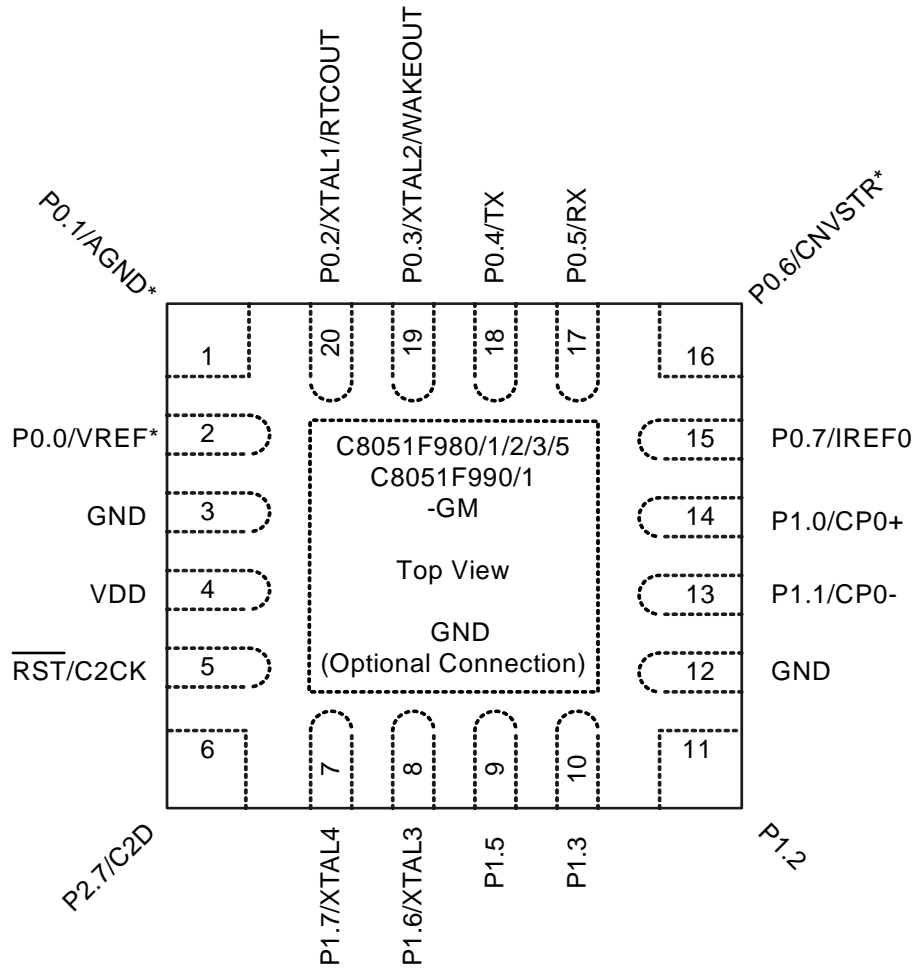 P0.2/XTAL1/RTCOUT
P0.3/XTAL2/WAKEOUT
P0.4/TX
P0.5/RX
P0.1/AGND*
P0.6/CNVSTR*
1
20
19
18
17
16
P0.0/VREF*
2
15
P0.7/IREF0
GND
3
14
P1.0/CP0+
VDD
4
13
P1.1/CP0-
RST/C2CK
5
12
GND
C8051F980/1/2/3/5
C8051F990/1
-GM
Top View
GND
(Optional Connection)
6
7
8
9
10
11
P2.7/C2D
P1.7/XTAL4
P1.6/XTAL3
P1.5
P1.3
P1.2